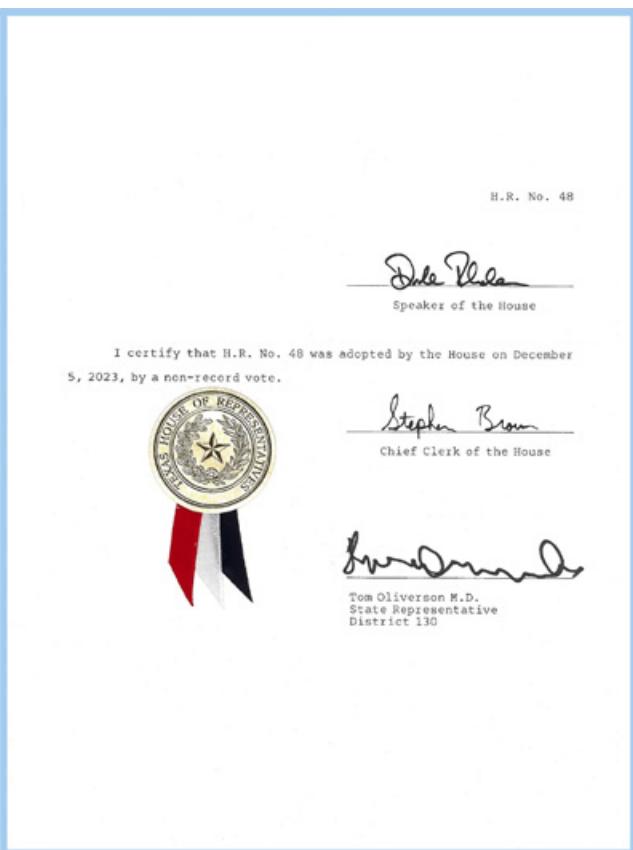 H.R. No. 48
Speaker of the House
I certify that H.R. No. 48 was adopted by the House on December
5, 2023, by a non-record vote.
TEXAS HOUSE OF REPRESENTATIVES
Stephen Brown
Chief Clerk of the House
Tom Oliverson M.D.
State Representative
District 130